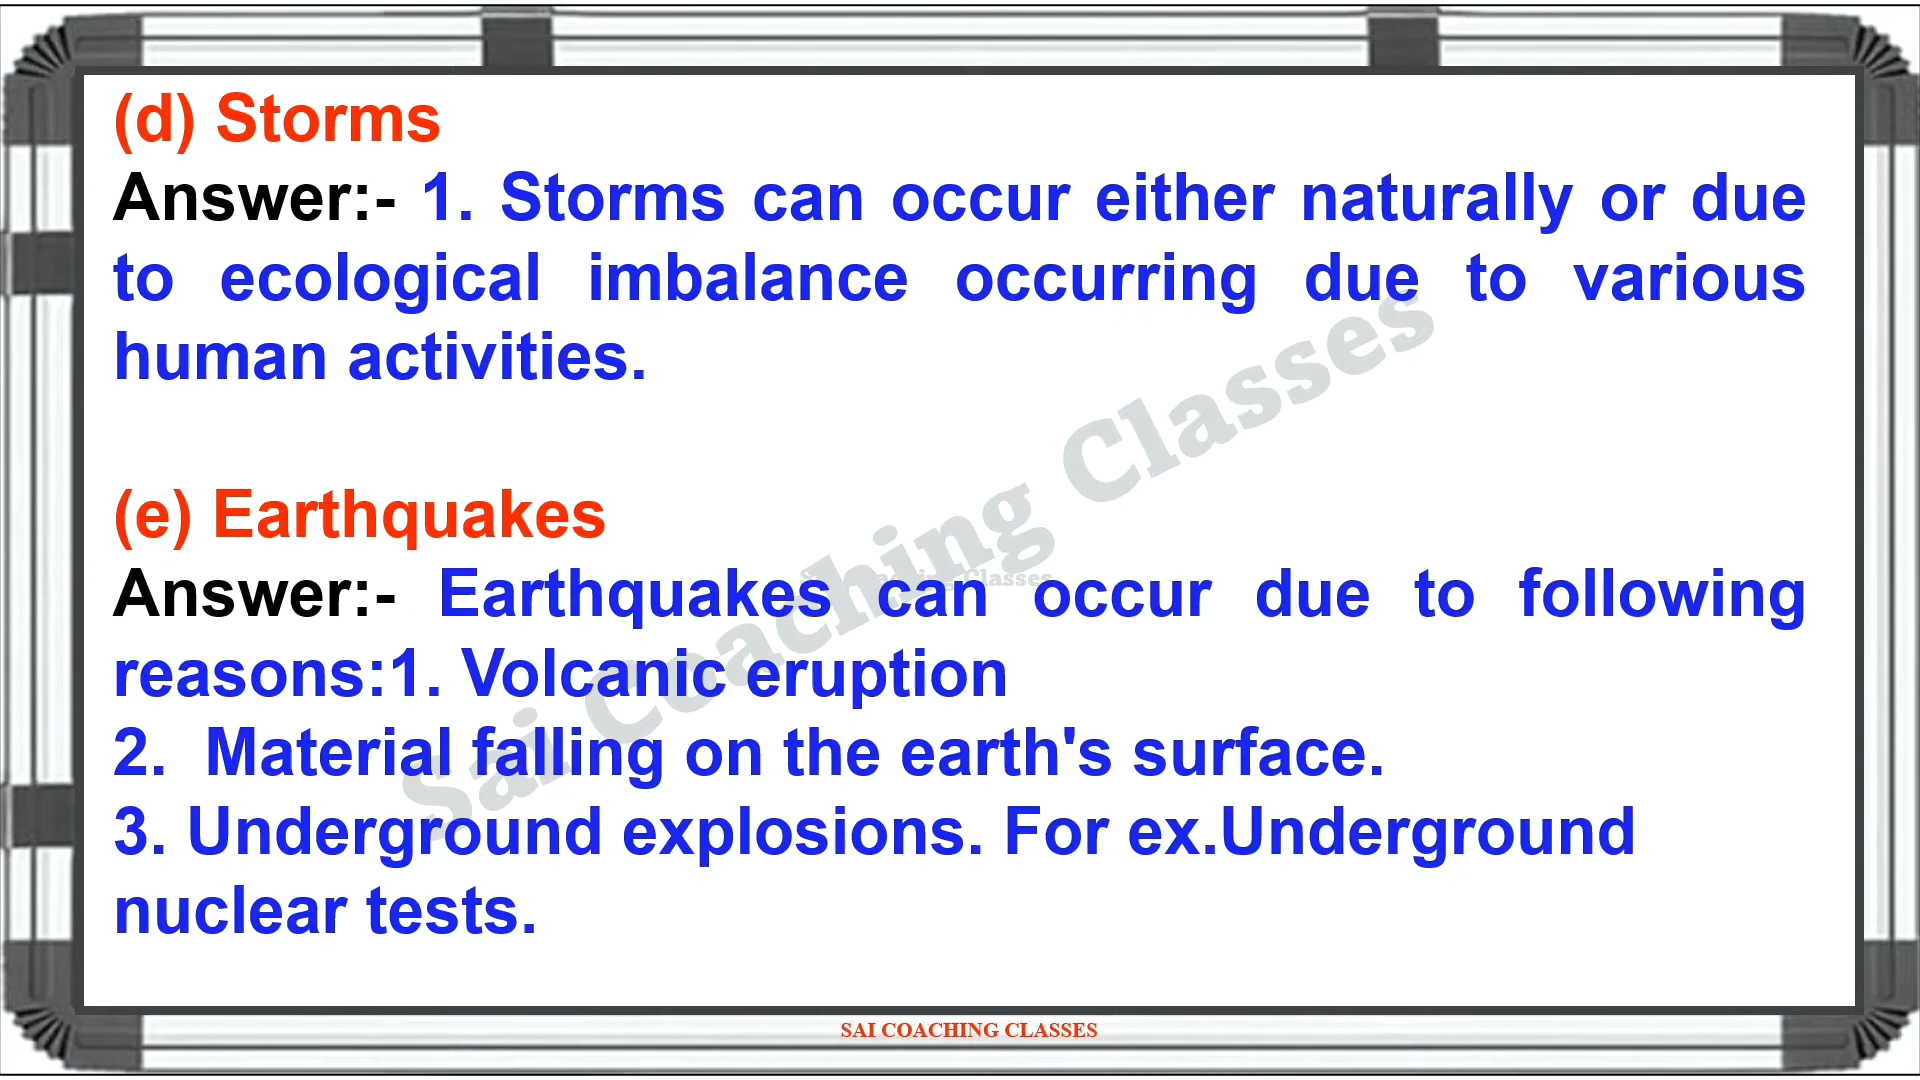 (d) Storms
Answer:- 1. Storms can occur either naturally or due
to ecological imbalance occurring due to various
human activities.
(e) Earthquakes
Answer:- Earthquakes can occur due to following
reasons:1. Volcanic eruption
2. Material falling on the earth's surface.
3. Underground explosions. For ex.Underground
nuclear tests.
Sai Coaching Classes
SAI COACHING CLASSES